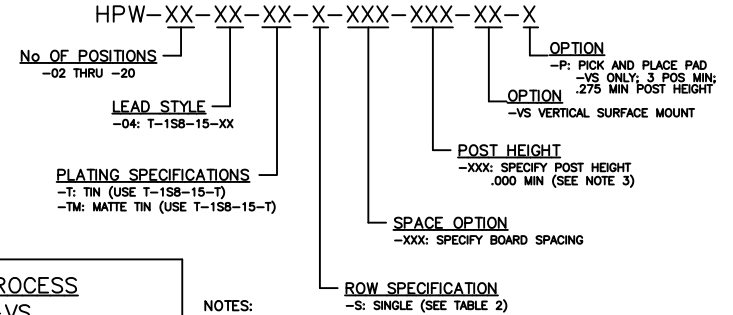 HPW-XX-XX-XX-X-XXX-XXX-XX-X
No OF POSITIONS
-02 THRU -20
LEAD STYLE
-04: T-1S8-15-XX
PLATING SPECIFICATIONS
-T: TIN (USE T-1S8-15-T)
-TM: MATTE TIN (USE T-1S8-15-T)
OPTION
-P: PICK AND PLACE PAD
-VS ONLY; 3 POS MIN;
.275 MIN POST HEIGHT
OPTION
-VS VERTICAL SURFACE MOUNT
POST HEIGHT
-XXX: SPECIFY POST HEIGHT
.000 MIN (SEE NOTE 3)
SPACE OPTION
-XXX: SPECIFY BOARD SPACING
ROW SPECIFICATION
-S: SINGLE (SEE TABLE 2)
ROCESS
-VS
NOTES: